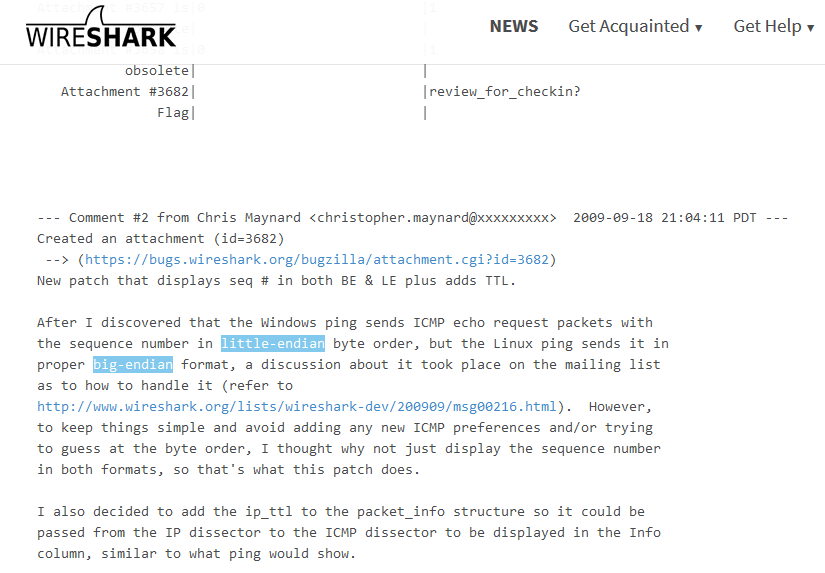 Attachment #3657 is|0 |1
WIRESHARK
NEWS Get Acquainted ▾ Get Help ▾
obsolete| |
Attachment #3682| |review_for_checkin?
Flag| |
--- Comment #2 from Chris Maynard <christopher.maynard@xxxxxxxxx> 2009-09-18 21:04:11 PDT ---
Created an attachment (id=3682)
--> (https://bugs.wireshark.org/bugzilla/attachment.cgi?id=3682)
New patch that displays seq # in both BE & LE plus adds TTL.
After I discovered that the Windows ping sends ICMP echo request packets with
the sequence number in little-endian byte order, but the Linux ping sends it in
proper big-endian format, a discussion about it took place on the mailing list
as to how to handle it (refer to
http://www.wireshark.org/lists/wireshark-dev/200909/msg00216.html). However,
to keep things simple and avoid adding any new ICMP preferences and/or trying
to guess at the byte order, I thought why not just display the sequence number
in both formats, so that's what this patch does.
I also decided to add the ip_ttl to the packet_info structure so it could be
passed from the IP dissector to the ICMP dissector to be displayed in the Info
column, similar to what ping would show.